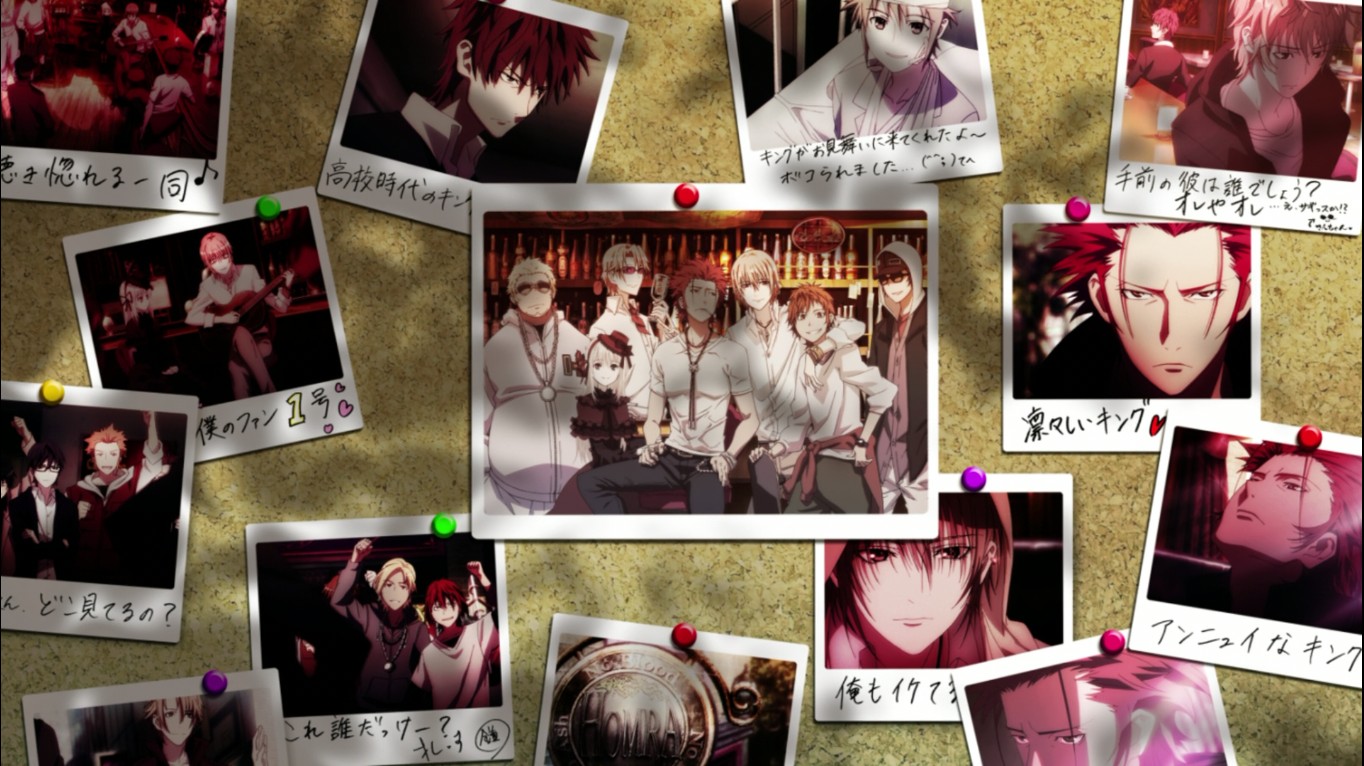 聴き惚れる一同♪
高校時代のキン
キングがお見舞いに来てくれたよ〜
ボコられました…
手前の彼は誰でしょう?
オレやオレ
僕のファン1号
凛々しいキング
どこ見てるの?
これ誰だっけー?
俺もイケてま
アンニュイなキング
HOMRA